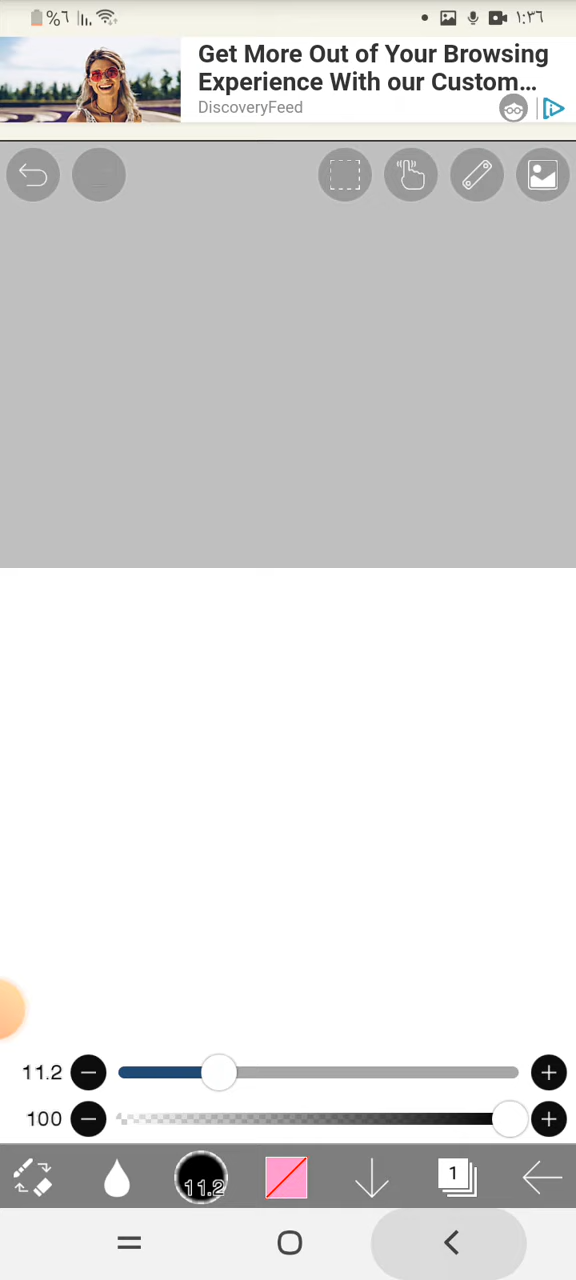 %٦
١:٣٦
Get More Out of Your Browsing
Experience With our Custom...
DiscoveryFeed
11.2
100
11.2
1